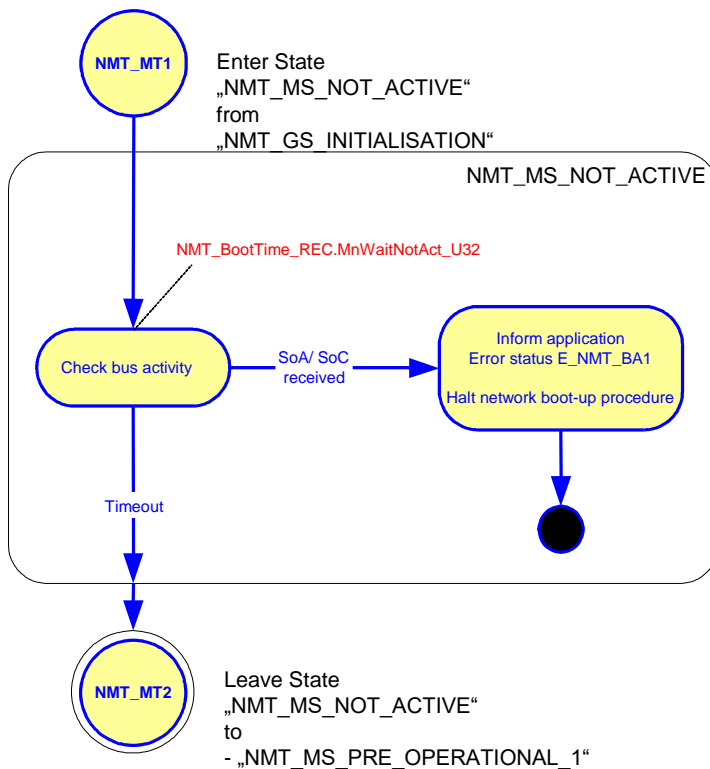 NMT_MT1
Enter State
„NMT_MS_NOT_ACTIVE“
from
„NMT_GS_INITIALISATION“
NMT_MS_NOT_ACTIVE
NMT_BootTime_REC.MnWaitNotAct_U32
Check bus activity
SoA/ SoC
received
Inform application
Error status E_NMT_BA1
Halt network boot-up procedure
Timeout
NMT_MT2
Leave State
„NMT_MS_NOT_ACTIVE“
to
- „NMT_MS_PRE_OPERATIONAL_1“